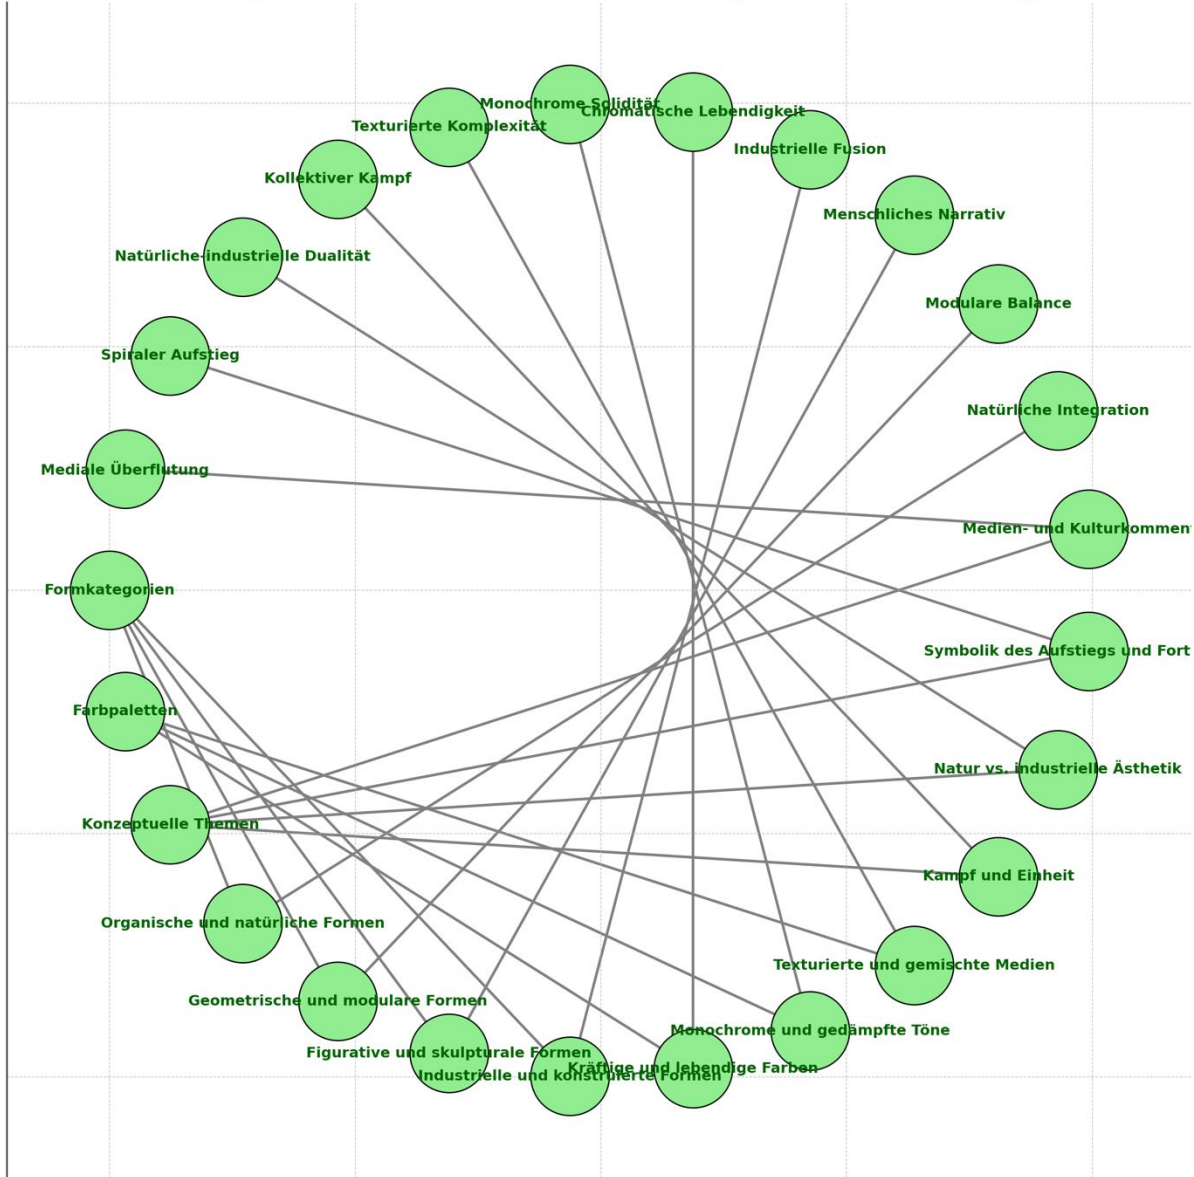 Monochrome Solidität
Chromatische Lebendigkeit
Texturierte Komplexität
Industrielle Fusion
Kollektiver Kampf
Menschliches Narrativ
Natürliche-industrielle Dualität
Modulare Balance
Spiraler Aufstieg
Natürliche Integration
Mediale Überflutung
Medien- und Kulturkommen
Formkategorien
Symbolik des Aufstiegs und Fort
Farbpaletten
Natur vs. industrielle Ästhetik
Konzeptuelle Themen
Kampf und Einheit
Organische und natürliche Formen
Texturierte und gemischte Medien
Geometrische und modulare Formen
Monochrome und gedämpfte Töne
Figurative und skulpturale Formen
Kräftige und lebendige Farben
Industrielle und konstruierte Formen